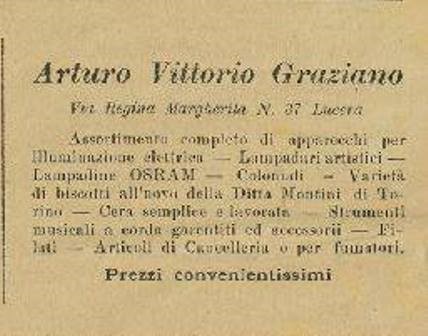 Arturo Vittorio Graziano
Via Regina Margherita N. 37 Lucera
Assortimento completo di apparecchi per
illuminazione elettrica — Lampadari artistici —
Lampadine OSRAM — Coloniali — Varietà
di biscotti all'novo della Ditta Montini di To-
rino — Cera semplice e lavorata — Strumenti
musicali a corda garentiti ed accessorii — Fi-
lati — Articoli di Cancelleria e per fumatori.
Prezzi convenientissimi